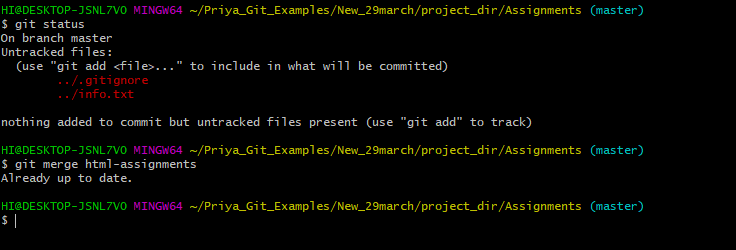 HI@DESKTOP-JSNL7VO MINGW64 ~/Priya_Git_Examples/New_29march/project_dir/Assignments (master)
$ git status
On branch master
Untracked files:
  (use "git add <file>..." to include in what will be committed)
        ../.gitignore
        ../info.txt

nothing added to commit but untracked files present (use "git add" to track)

HI@DESKTOP-JSNL7VO MINGW64 ~/Priya_Git_Examples/New_29march/project_dir/Assignments (master)
$ git merge html-assignments
Already up to date.

HI@DESKTOP-JSNL7VO MINGW64 ~/Priya_Git_Examples/New_29march/project_dir/Assignments (master)
$